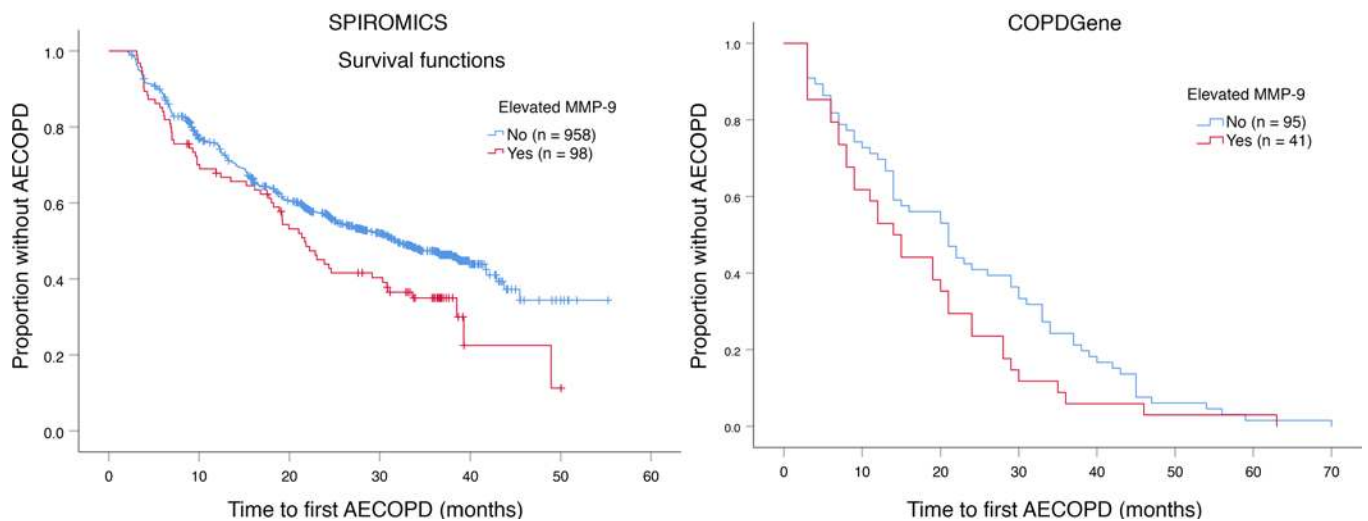 SPIROMICS
Survival functions
Elevated MMP-9
No (n = 958)
Yes (n = 98)
Proportion without AECOPD
1.0
0.8
0.6
0.4
0.2
0.0
0 10 20 30 40 50 60
Time to first AECOPD (months)
COPDGene
Elevated MMP-9
No (n = 95)
Yes (n = 41)
Proportion without AECOPD
1.0
0.8
0.6
0.4
0.2
0.0
0 10 20 30 40 50 60 70
Time to first AECOPD (months)